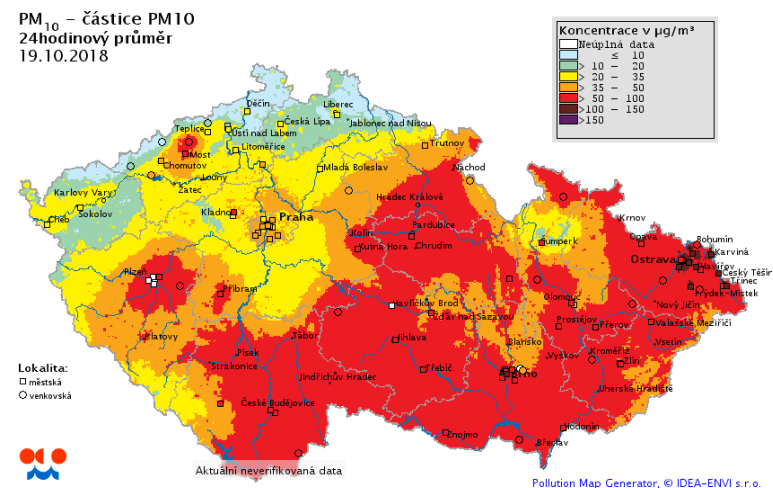 PM10 – částice PM10
24hodinový průměr
19.10.2018
Koncentrace v µg/m³
Neúplná data
≤ 10
> 10 – 20
> 20 – 35
> 35 – 50
> 50 – 100
> 100 – 150
>150
Děčín
Liberec
Teplice
Ústí nad Labem
Česká Lípa
Jablonec nad Nisou
Most
Litoměřice
Trutnov
Chomutov
Louny
Mladá Boleslav
Náchod
Karlovy Vary
Žatec
Sokolov
Hradec Králové
Cheb
Kladno
Praha
Pardubice
Krnov
Kolín
Opava
Bohumín
Kutná Hora
Chrudim
Šumperk
Karviná
Ostrava
Havířov
Plzeň
Český Těšín
Třinec
Příbram
Frýdek-Místek
Havlíčkův Brod
Olomouc
Nový Jičín
Žďár nad Sázavou
Prostějov
Přerov
Valašské Meziříčí
Klatovy
Tábor
Jihlava
Blansko
Vsetín
Písek
Vyškov
Kroměříž
Zlín
Strakonice
Třebíč
Brno
Jindřichův Hradec
Uherské Hradiště
České Budějovice
Hodonín
Znojmo
Břeclav
Lokalita:
městská
venkovská
Aktuální neverifikovaná data
Pollution Map Generator, © IDEA-ENVI s.r.o.